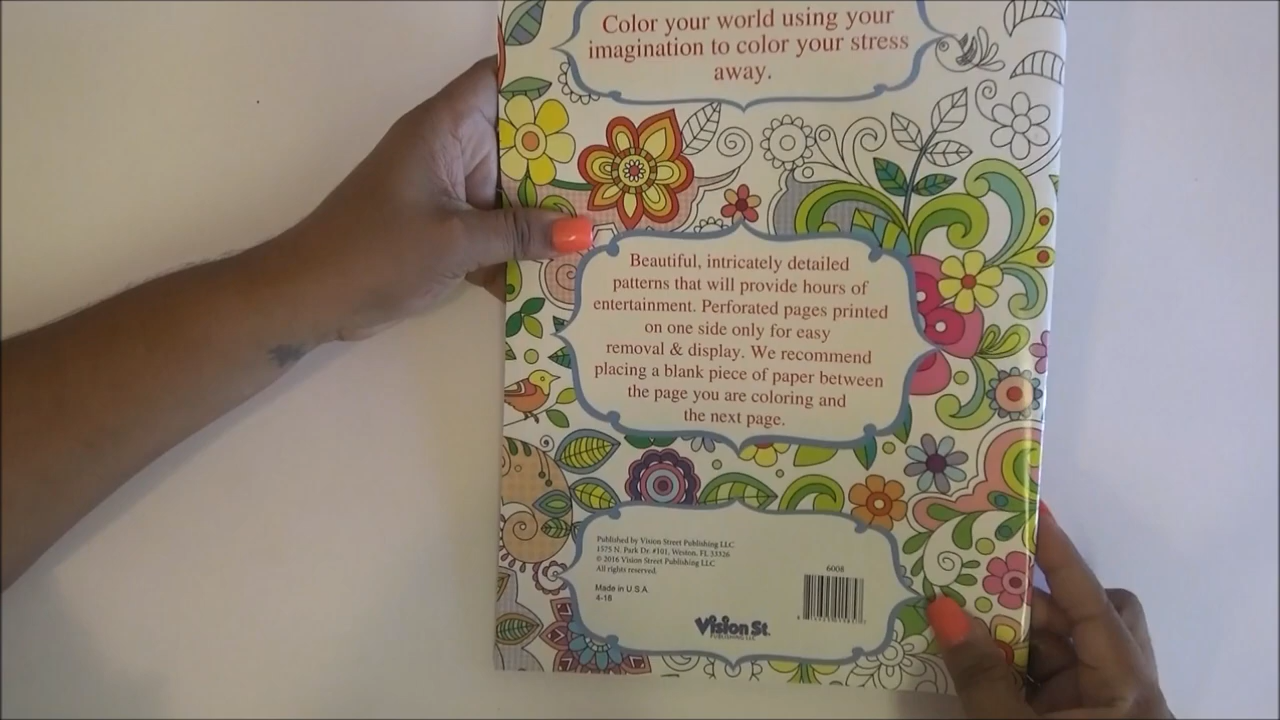 Color your world using your
imagination to color your stress
away.
Beautiful, intricately detailed
patterns that will provide hours of
entertainment. Perforated pages printed
on one side only for easy
removal & display. We recommend
placing a blank piece of paper between
the page you are coloring and
the next page.
Published by Vision Street Publishing LLC
1575 N. Park Dr. #101, Weston, FL 33326
© 2016 Vision Street Publishing LLC
All rights reserved.
Made in U.S.A.
4-16
6008
Vision St.
PUBLISHING LLC